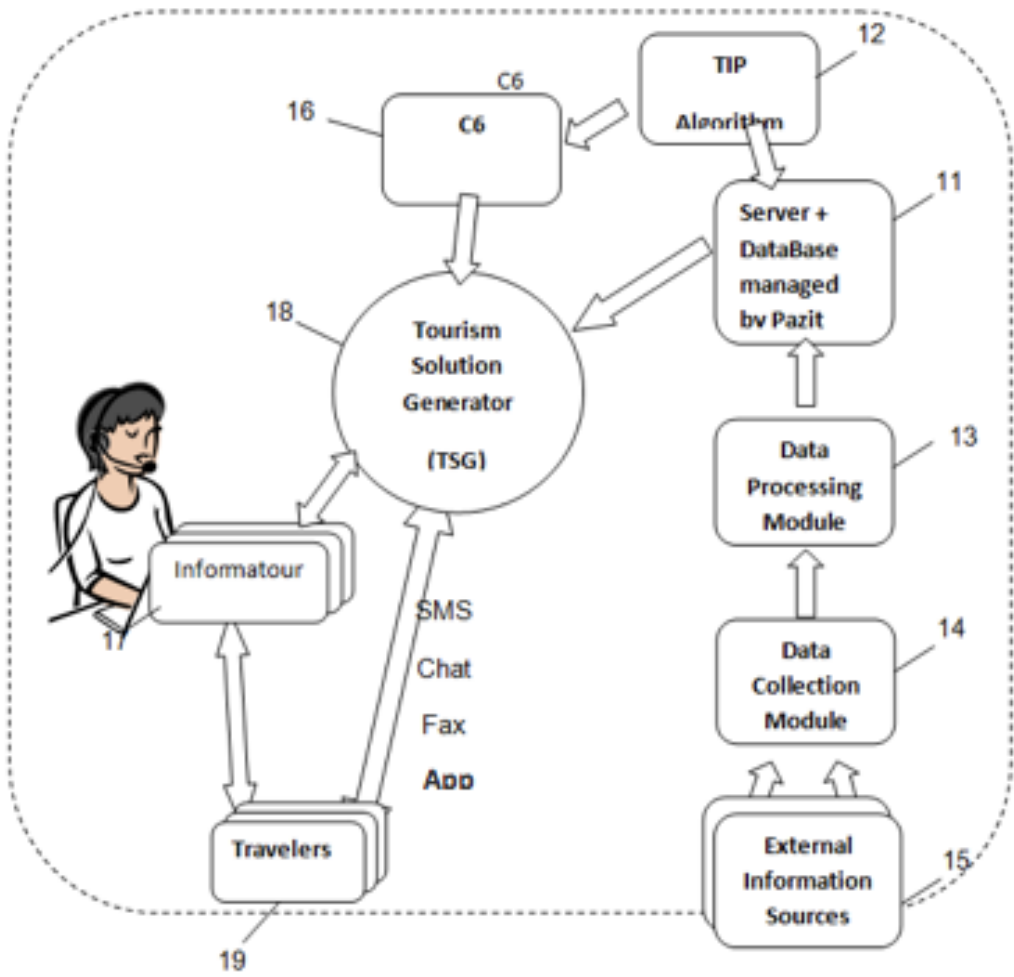 12
TIP
Algorithm
C6
16
C6
11
Server +
DataBase
managed
by Pazit
18
Tourism
Solution
Generator
(TSG)
13
Data
Processing
Module
Informatour
17
SMS
Chat
Fax
App
14
Data
Collection
Module
Travelers
19
External
Information
Sources
15